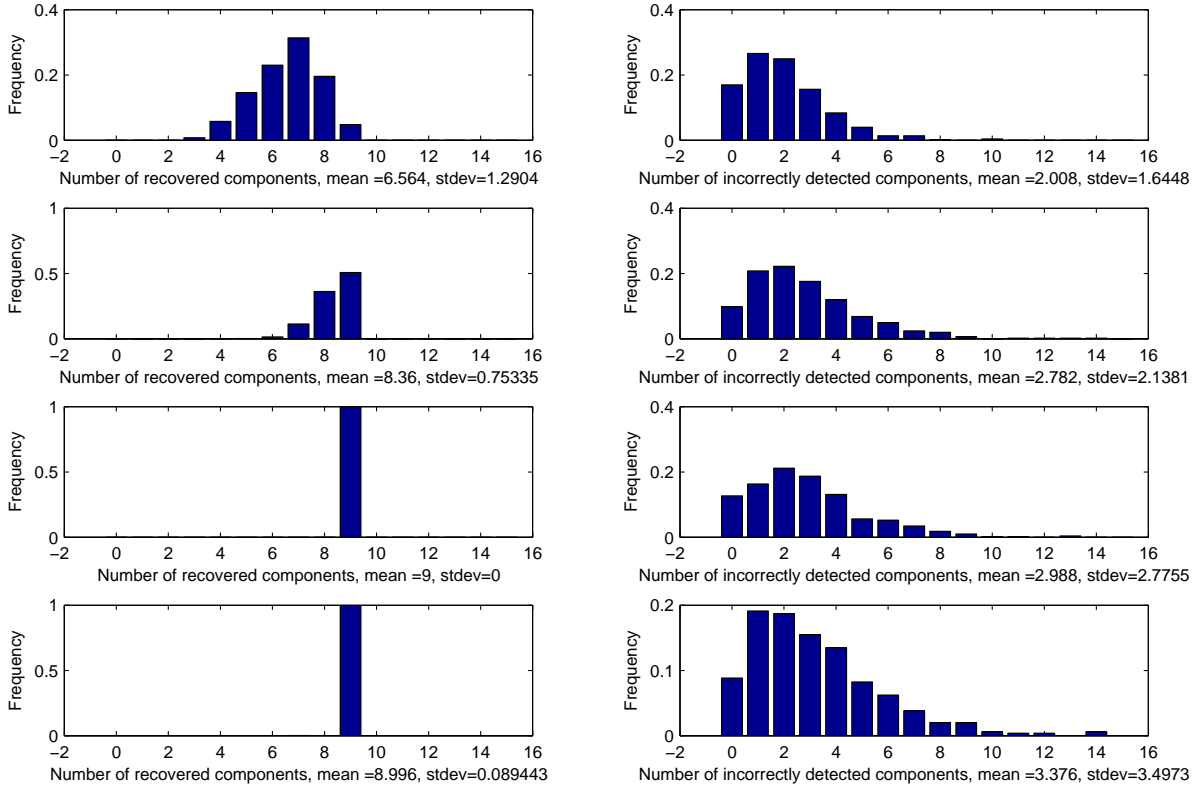 0.4
0.2
0
Frequency
−2 0 2 4 6 8 10 12 14 16
Number of recovered components, mean =6.564, stdev=1.2904
0.4
0.2
0
Frequency
−2 0 2 4 6 8 10 12 14 16
Number of incorrectly detected components, mean =2.008, stdev=1.6448
1
0.5
0
Frequency
−2 0 2 4 6 8 10 12 14 16
Number of recovered components, mean =8.36, stdev=0.75335
0.4
0.2
0
Frequency
−2 0 2 4 6 8 10 12 14 16
Number of incorrectly detected components, mean =2.782, stdev=2.1381
1
0.5
0
Frequency
−2 0 2 4 6 8 10 12 14 16
Number of recovered components, mean =9, stdev=0
0.4
0.2
0
Frequency
−2 0 2 4 6 8 10 12 14 16
Number of incorrectly detected components, mean =2.988, stdev=2.7755
1
0.5
0
Frequency
−2 0 2 4 6 8 10 12 14 16
Number of recovered components, mean =8.996, stdev=0.089443
0.2
0.1
0
Frequency
−2 0 2 4 6 8 10 12 14 16
Number of incorrectly detected components, mean =3.376, stdev=3.4973